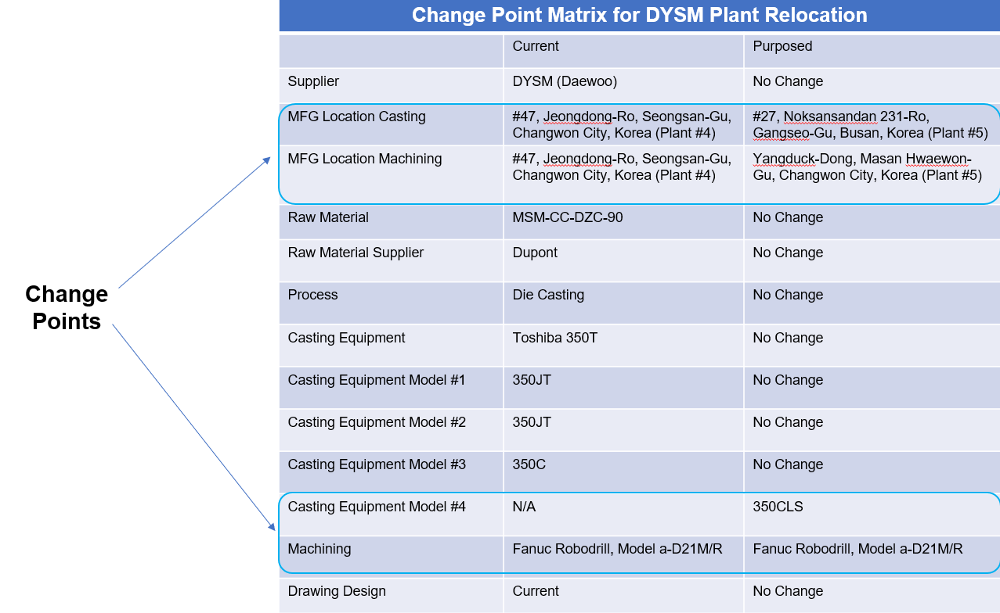 Change Point Matrix for DYSM Plant Relocation
Current
Purposed
Supplier
DYSM (Daewoo)
No Change
MFG Location Casting
#47, Jeongdong-Ro, Seongsan-Gu,
Changwon City, Korea (Plant #4)
#27, Noksansandan 231-Ro,
Gangseo-Gu, Busan, Korea (Plant #5)
MFG Location Machining
#47, Jeongdong-Ro, Seongsan-Gu,
Changwon City, Korea (Plant #4)
Yangduck-Dong, Masan Hwaewon-
Gu, Changwon City, Korea (Plant #5)
Raw Material
MSM-CC-DZC-90
No Change
Raw Material Supplier
Dupont
No Change
Change
Points
Process
Die Casting
No Change
Casting Equipment
Toshiba 350T
No Change
Casting Equipment Model #1
350JT
No Change
Casting Equipment Model #2
350JT
No Change
Casting Equipment Model #3
350C
No Change
Casting Equipment Model #4
N/A
350CLS
Machining
Fanuc Robodrill, Model a-D21M/R
Fanuc Robodrill, Model a-D21M/R
Drawing Design
Current
No Change